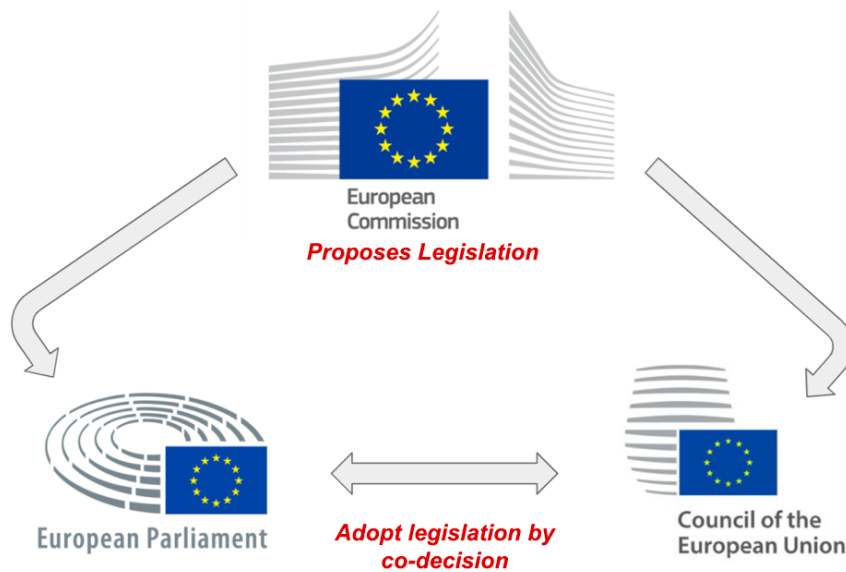 European
Commission
Proposes Legislation
European Parliament
Adopt legislation by
co-decision
Council of the
European Union